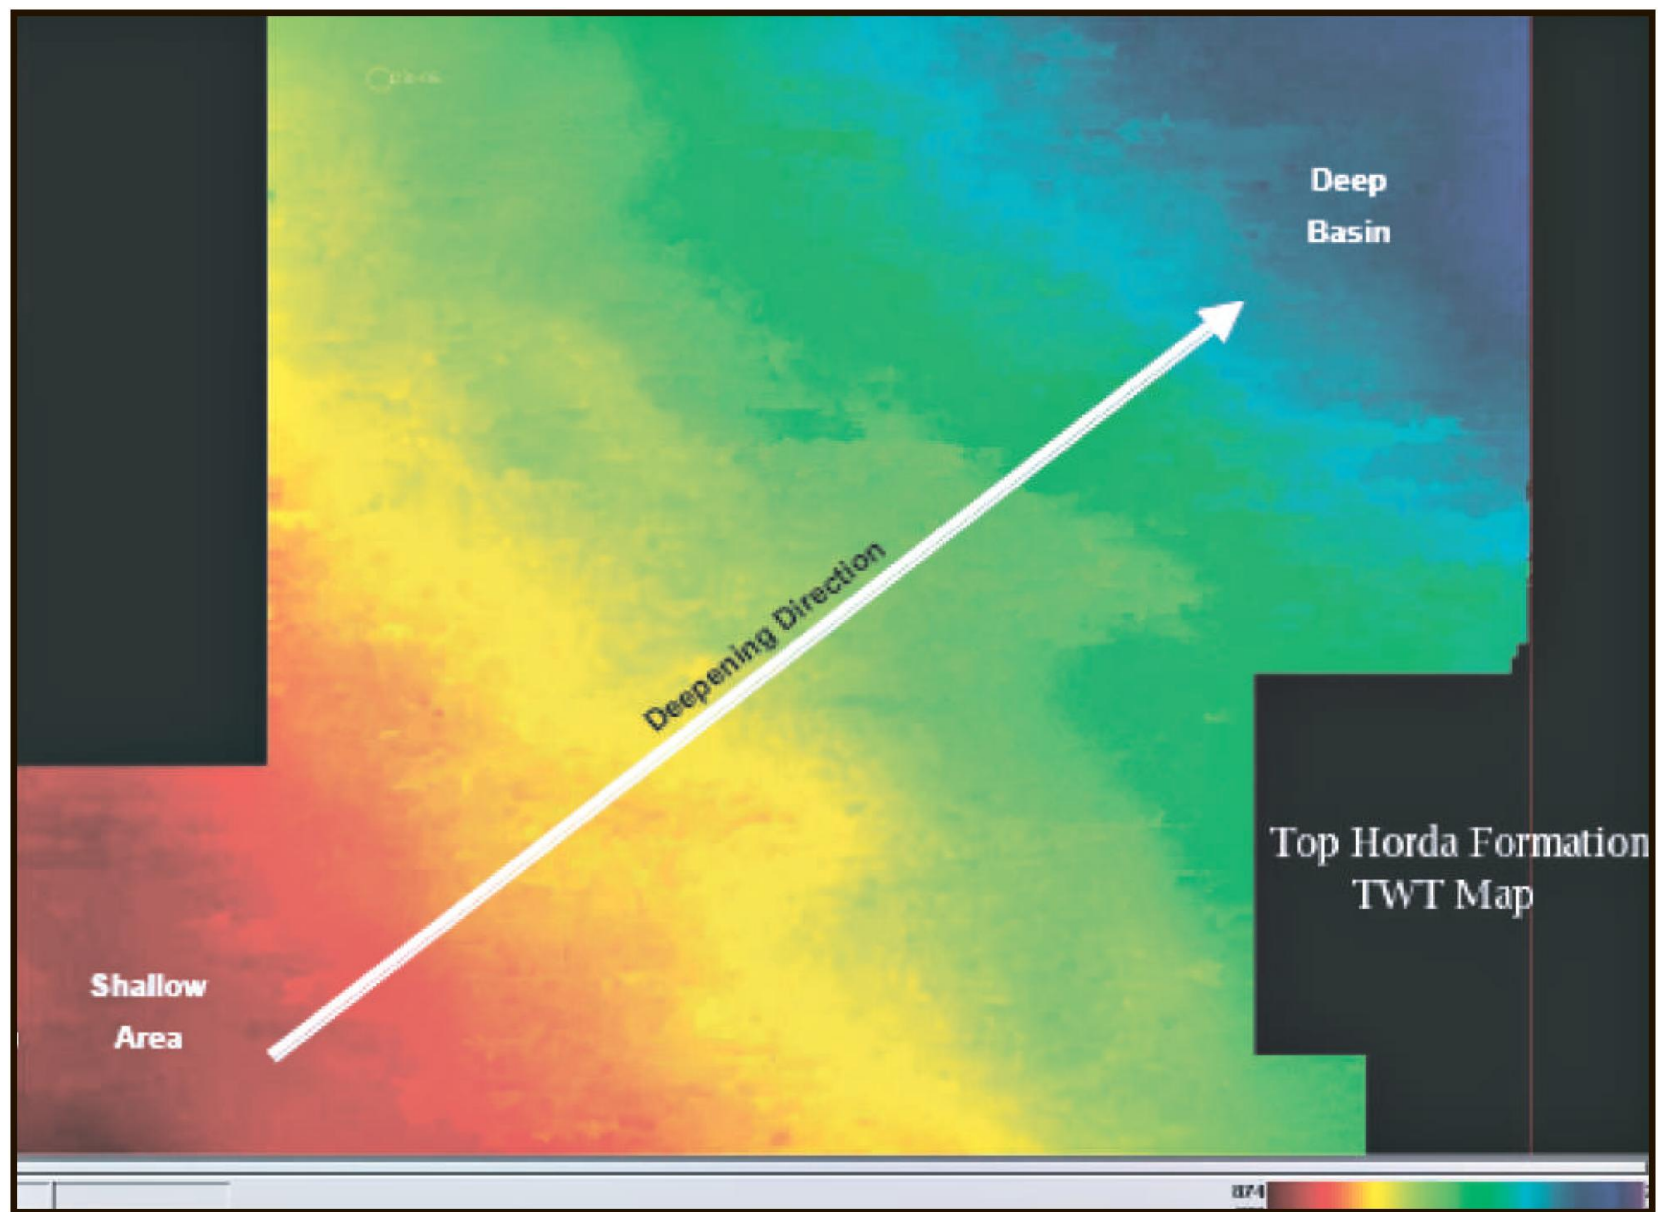 Deep
Basin
Deepening Direction
Top Horda Formation
TWT Map
Shallow
Area
874